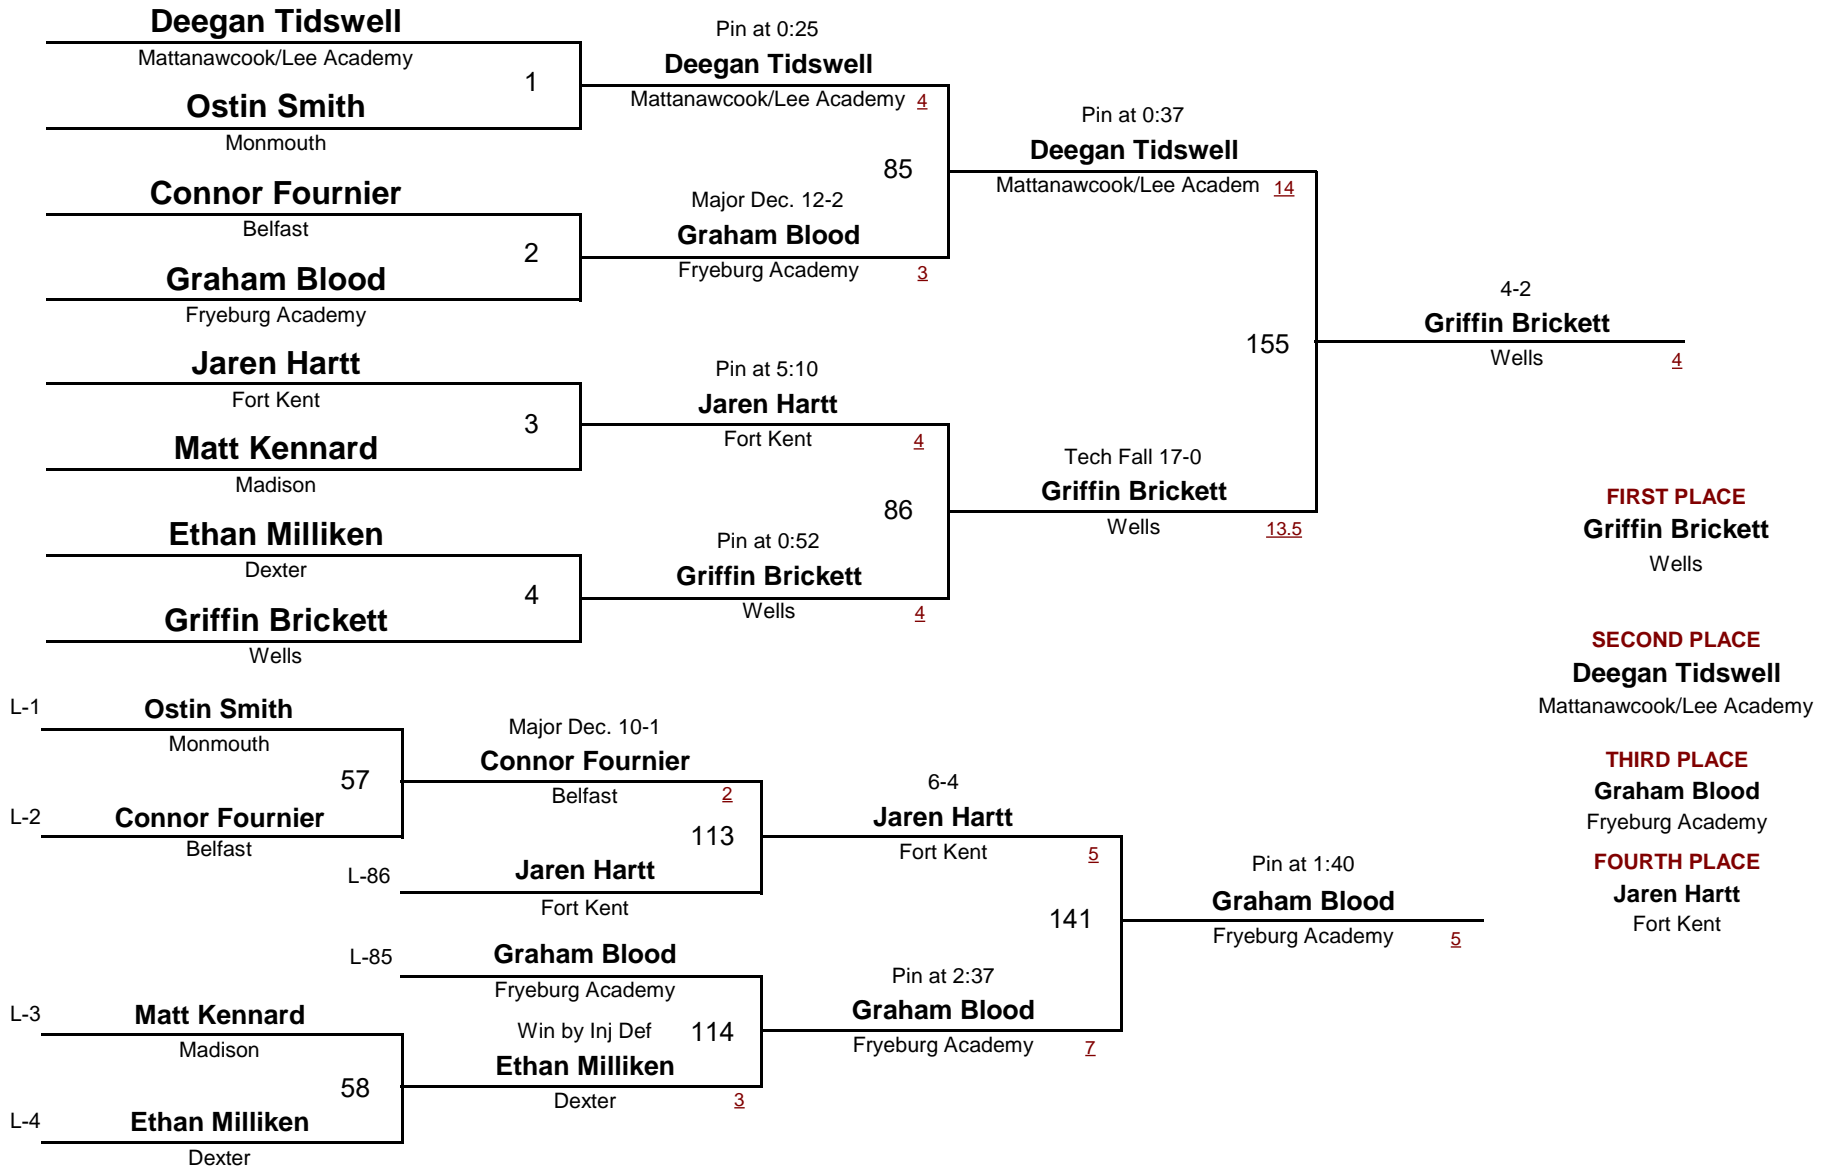 Deegan Tidswell
Mattanawcook/Lee Academy
1
Ostin Smith
Monmouth
Connor Fournier
Belfast
2
Graham Blood
Fryeburg Academy
Jaren Hartt
Fort Kent
3
Matt Kennard
Madison
Ethan Milliken
Dexter
4
Griffin Brickett
Wells
Pin at 0:25
Deegan Tidswell
Mattanawcook/Lee Academy 4
85
Major Dec. 12-2
Graham Blood
Fryeburg Academy 3
Pin at 5:10
Jaren Hartt
Fort Kent 4
86
Pin at 0:52
Griffin Brickett
Wells 4
Pin at 0:37
Deegan Tidswell
Mattanawcook/Lee Academ 14
155
Tech Fall 17-0
Griffin Brickett
Wells 13.5
4-2
Griffin Brickett
Wells 4
FIRST PLACE
Griffin Brickett
Wells
SECOND PLACE
Deegan Tidswell
Mattanawcook/Lee Academy
THIRD PLACE
Graham Blood
Fryeburg Academy
FOURTH PLACE
Jaren Hartt
Fort Kent
L-1 Ostin Smith
Monmouth
57
L-2 Connor Fournier
Belfast
Major Dec. 10-1
Connor Fournier
Belfast 2
113
L-86 Jaren Hartt
Fort Kent
L-85 Graham Blood
Fryeburg Academy
L-3 Matt Kennard
Madison
58
L-4 Ethan Milliken
Dexter
Win by Inj Def 114
Ethan Milliken
Dexter 3
6-4
Jaren Hartt
Fort Kent 5
141
Pin at 2:37
Graham Blood
Fryeburg Academy 7
Pin at 1:40
Graham Blood
Fryeburg Academy 5